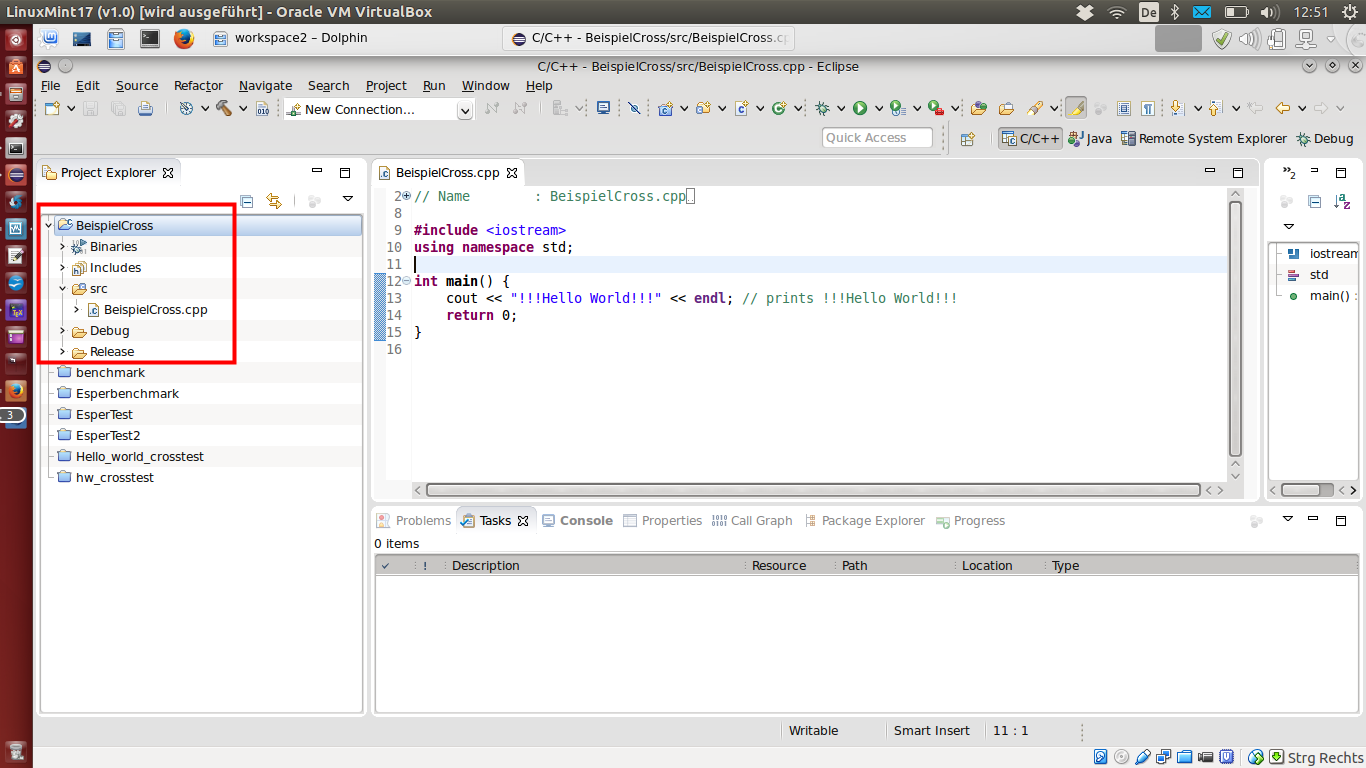 LinuxMint17 (v1.0) [wird ausgeführt] - Oracle VM VirtualBox
De
12:51
workspace2 – Dolphin
C/C++ - BeispielCross/src/BeispielCross.cp
C/C++ - BeispielCross/src/BeispielCross.cpp - Eclipse
File Edit Source Refactor Navigate Search Project Run Window Help
010
New Connection...
Quick Access
C/C++ Java Remote System Explorer Debug
Project Explorer
BeispielCross
Binaries
Includes
src
BeispielCross.cpp
Debug
Release
benchmark
Esperbenchmark
EsperTest
EsperTest2
Hello_world_crosstest
hw_crosstest
3
BeispielCross.cpp
2 // Name : BeispielCross.cpp
8
9 #include <iostream>
10 using namespace std;
11
12 int main() {
13 cout << "!!!Hello World!!!" << endl; // prints !!!Hello World!!!
14 return 0;
15 }
16
2
iostream
std
main() :
Problems Tasks Console Properties Call Graph Package Explorer Progress
0 items
! Description Resource Path Location Type
Writable Smart Insert 11 : 1
Strg Rechts